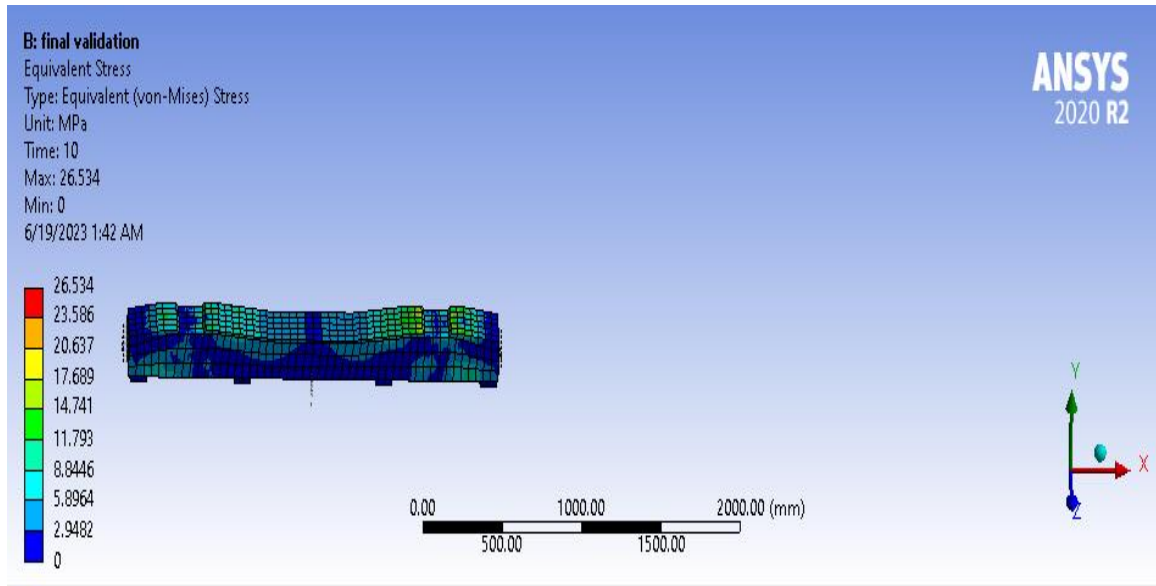 B: final validation
Equivalent Stress
Type: Equivalent (von-Mises) Stress
Unit: MPa
Time: 10
Max: 26.534
Min: 0
6/19/2023 1:42 AM
ANSYS
2020 R2
26.534
23.586
20.637
17.689
14.741
11.793
8.8446
5.8964
2.9482
0
0.00 1000.00 2000.00 (mm)
500.00 1500.00
Y
X
Z